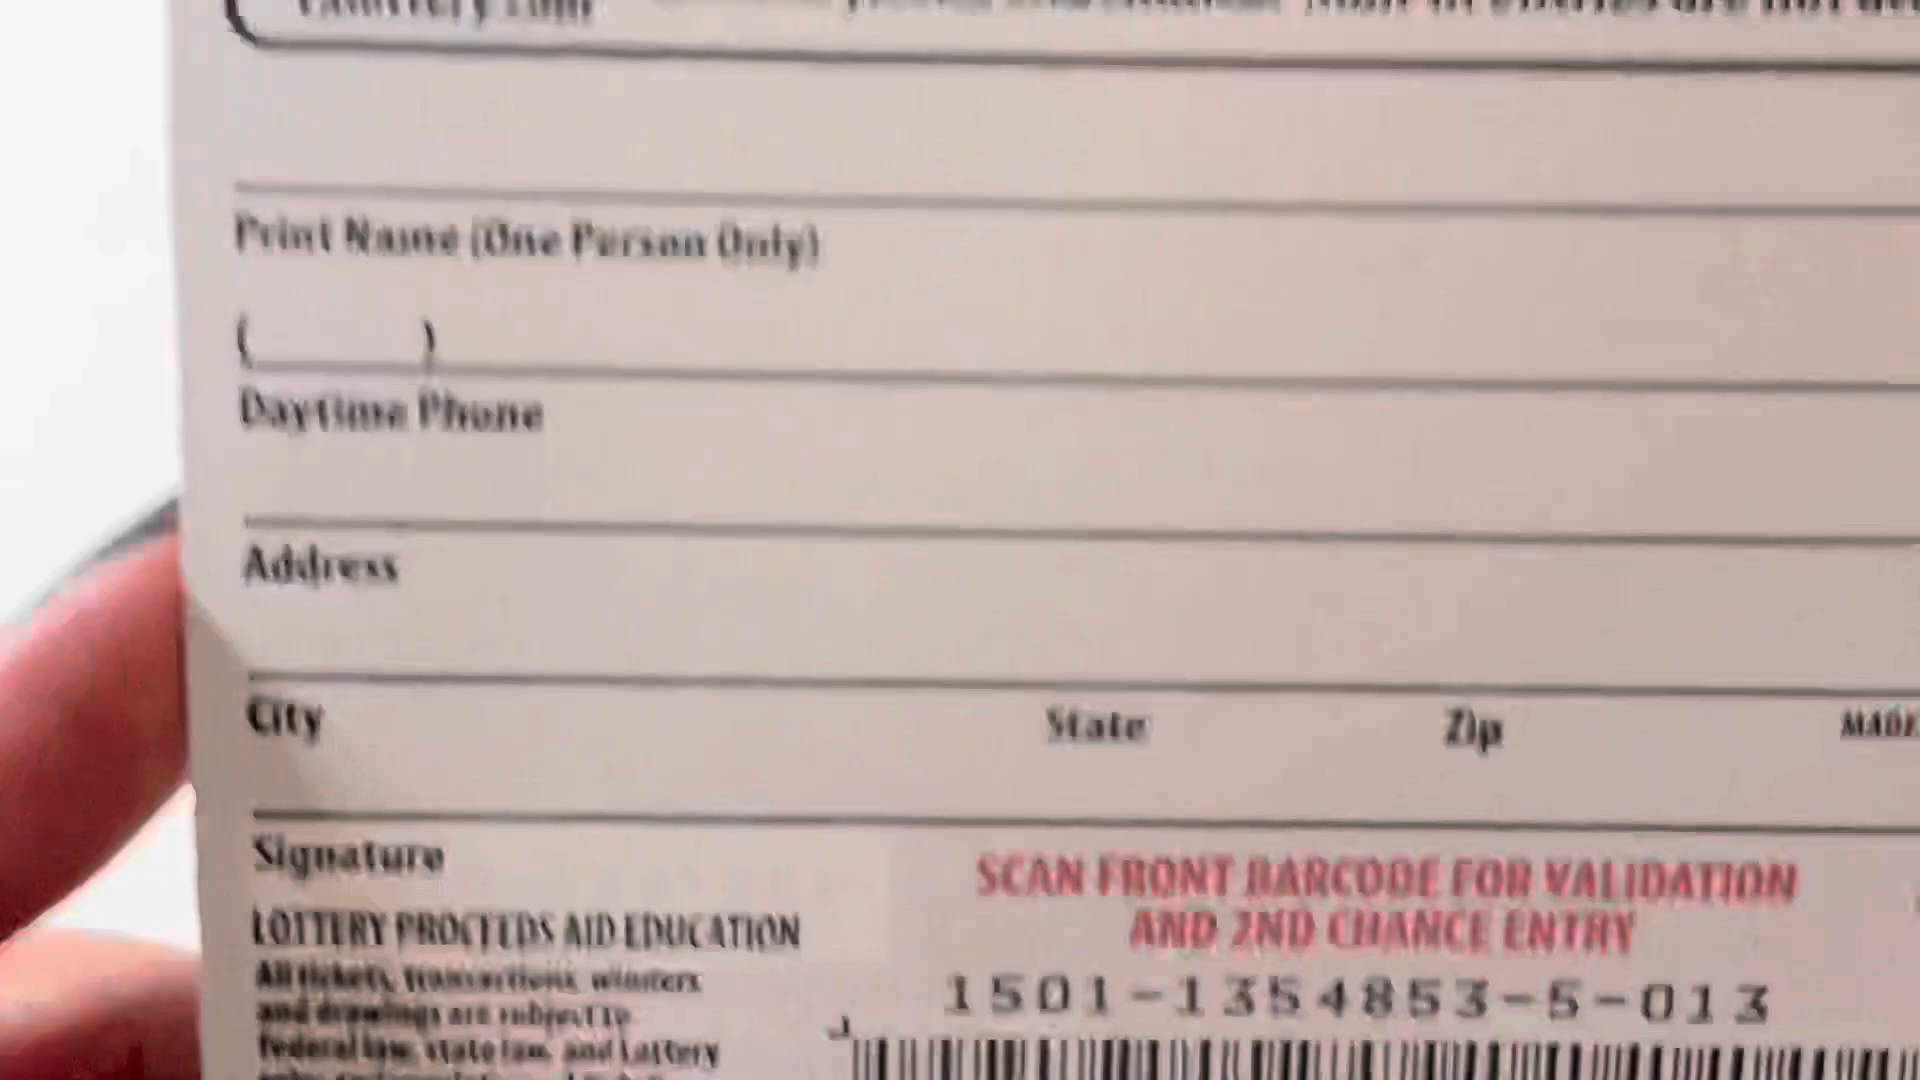 Print Name (One Person Only)
( )
Daytime Phone
Address
City State Zip MADE
Signature
SCAN FRONT BARCODE FOR VALIDATION
AND 2ND CHANCE ENTRY
LOTTERY PROCEEDS AID EDUCATION
1501-1354853-5-013
All tickets, transactions, winners
and drawings are subject to
federal law, state law, and Lottery